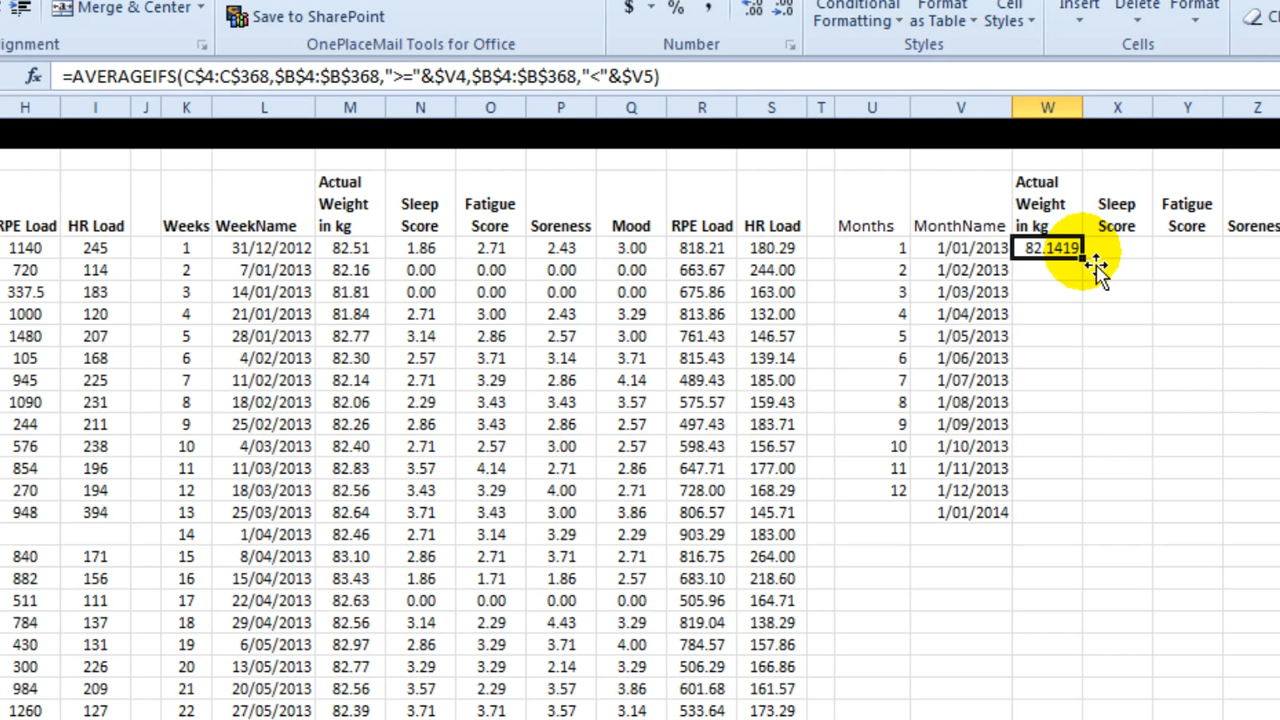 Merge & Center
Save to SharePoint
$ % ,
Conditional Formatting
Format as Table
Cell Styles
Insert Delete Format
lignment
OnePlaceMail Tools for Office
Number
Styles
Cells
fx =AVERAGEIFS(C$4:C$368,$B$4:$B$368,">="&$V4,$B$4:$B$368,"<"&$V5)
H I J K L M N O P Q R S T U V W X Y Z
RPE Load HR Load Weeks WeekName Actual Weight in kg Sleep Score Fatigue Score Soreness Mood RPE Load HR Load Months MonthName Actual Weight in kg Sleep Score Fatigue Score Soreness
1140 245 1 31/12/2012 82.51 1.86 2.71 2.43 3.00 818.21 180.29 1 1/01/2013 82.1419
720 114 2 7/01/2013 82.16 0.00 0.00 0.00 0.00 663.67 244.00 2 1/02/2013
337.5 183 3 14/01/2013 81.81 0.00 0.00 0.00 0.00 675.86 163.00 3 1/03/2013
1000 120 4 21/01/2013 81.84 2.71 3.00 2.43 3.29 813.86 132.00 4 1/04/2013
1480 207 5 28/01/2013 82.77 3.14 2.86 2.57 3.00 761.43 146.57 5 1/05/2013
105 168 6 4/02/2013 82.30 2.57 3.71 3.14 3.71 815.43 139.14 6 1/06/2013
945 225 7 11/02/2013 82.14 2.71 3.29 2.86 4.14 489.43 185.00 7 1/07/2013
1090 231 8 18/02/2013 82.06 2.29 3.43 3.43 3.57 575.57 159.43 8 1/08/2013
244 211 9 25/02/2013 82.26 2.86 3.43 2.86 2.57 497.43 183.71 9 1/09/2013
576 238 10 4/03/2013 82.40 2.71 2.57 3.00 2.57 598.43 156.57 10 1/10/2013
854 196 11 11/03/2013 82.83 3.57 4.14 2.71 2.86 647.71 177.00 11 1/11/2013
270 194 12 18/03/2013 82.56 3.43 3.29 4.00 2.71 728.00 168.29 12 1/12/2013
948 394 13 25/03/2013 82.64 3.71 3.43 3.00 3.86 806.57 145.71 1/01/2014
14 1/04/2013 82.46 2.71 3.14 3.29 2.29 903.29 183.00
840 171 15 8/04/2013 83.10 2.86 2.71 3.71 2.71 816.75 264.00
882 156 16 15/04/2013 83.43 1.86 1.71 1.86 2.57 683.10 218.60
511 111 17 22/04/2013 82.63 0.00 0.00 0.00 0.00 505.96 164.71
784 137 18 29/04/2013 82.56 3.14 2.29 4.43 3.29 819.04 138.29
430 131 19 6/05/2013 82.97 2.86 3.29 3.71 4.00 784.57 157.86
300 226 20 13/05/2013 82.77 3.29 3.29 2.14 3.29 506.29 166.86
984 209 21 20/05/2013 82.56 3.57 2.29 3.57 3.86 601.68 161.57
1260 127 22 27/05/2013 82.39 3.71 3.71 3.57 3.14 533.64 173.29